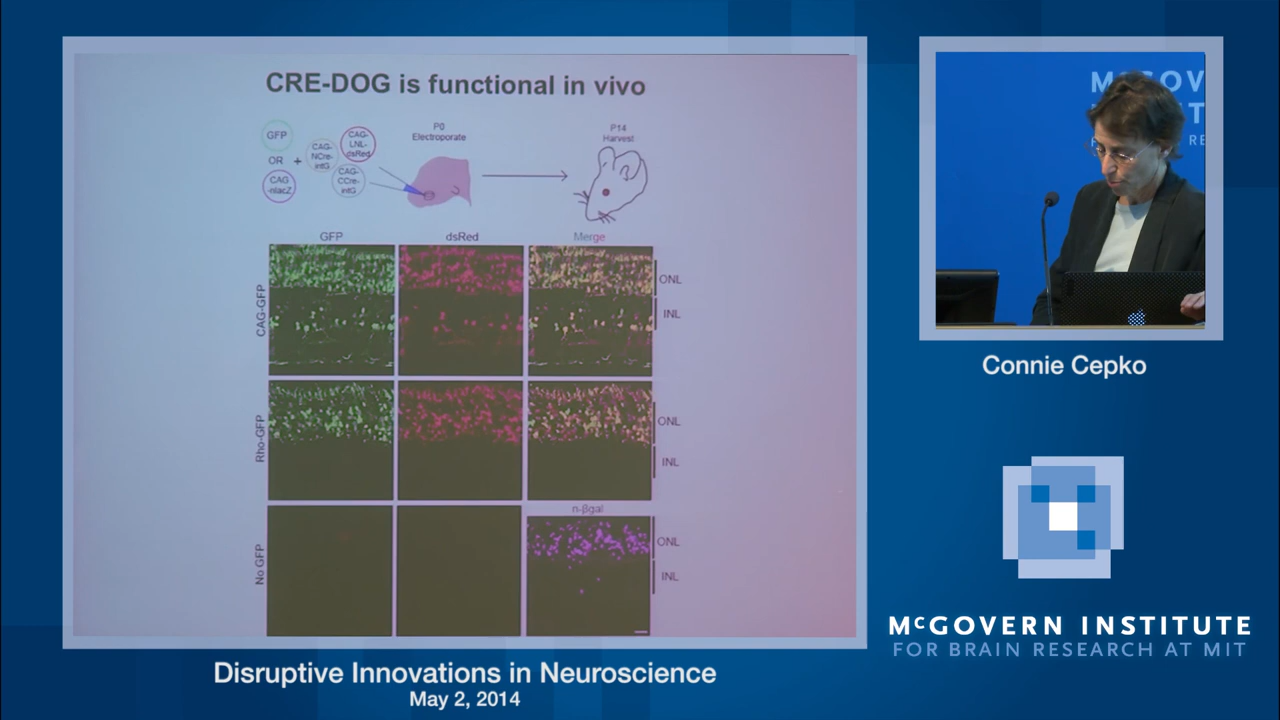 CRE-DOG is functional in vivo
GFP
OR +
CAG
-nlacZ
CAG-
NCre-
intG
CAG-
LNL-
dsRed
CAG-
CCre-
intG
P0
Electroporate
P14
Harvest
GFP
dsRed
Merge
CAG-GFP
ONL
INL
Rho-GFP
ONL
INL
No GFP
n-βgal
ONL
INL
McGOV
RE
Connie Cepko
McGOVERN INSTITUTE
FOR BRAIN RESEARCH AT MIT
Disruptive Innovations in Neuroscience
May 2, 2014